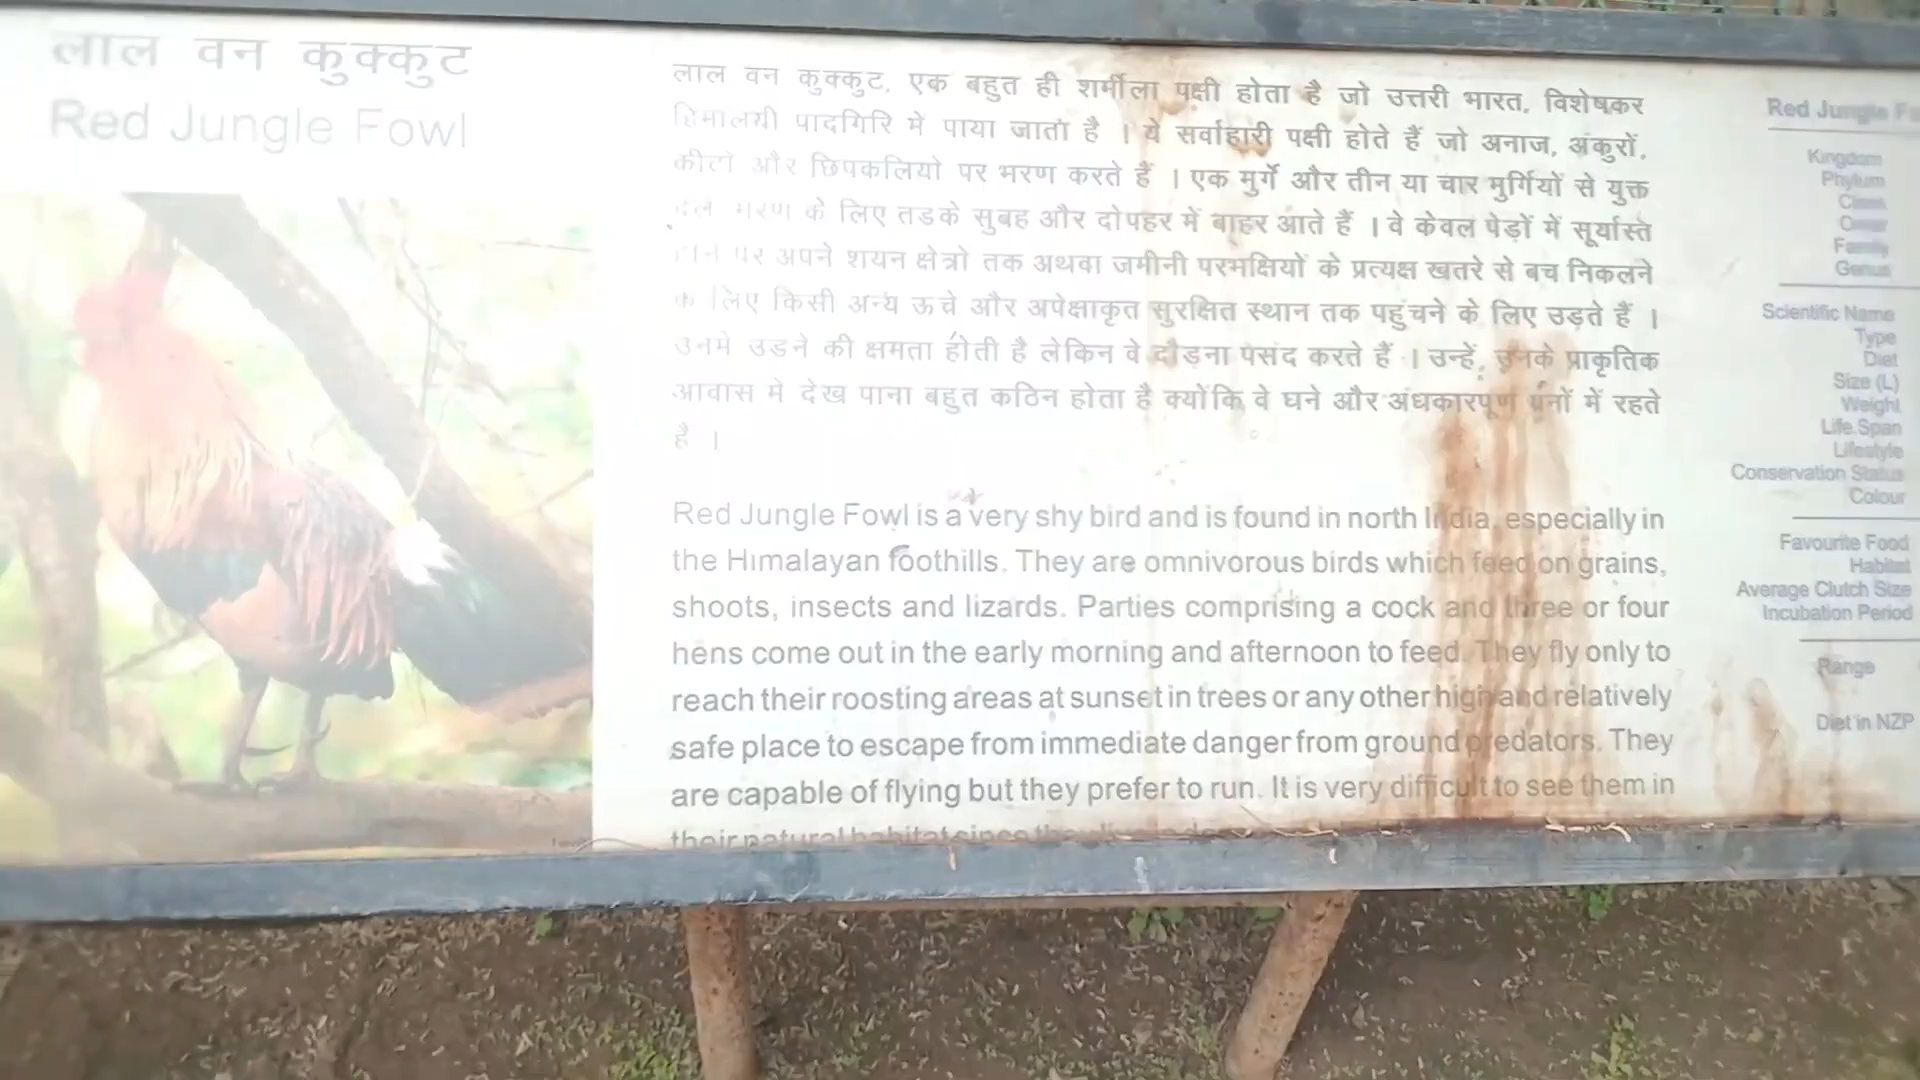 लाल वन कुक्कुट
Red Jungle Fowl
लाल वन कुक्कुट, एक बहुत ही शर्मीला पक्षी होता है जो उत्तरी भारत, विशेषकर
हिमालयी पादगिरि मे पाया जाता है । ये सर्वाहारी पक्षी होते हैं जो अनाज, अंकुरों,
कीटों और छिपकलियो पर भरण करते हैं । एक मुर्गे और तीन या चार मुर्गियों से युक्त
दल भरण के लिए तडके सुबह और दोपहर में बाहर आते हैं । वे केवल पेड़ों में सूर्यास्ते
होने पर अपने शयन क्षेत्रो तक अथवा जमीनी परभक्षियों के प्रत्यक्ष खतरे से बच निकलने
के लिए किसी अन्य ऊचे और अपेक्षाकृत सुरक्षित स्थान तक पहुंचने के लिए उड़ते हैं ।
उनमे उडने की क्षमता होती है लेकिन वे दौड़ना पसंद करते हैं । उन्हें, उनके प्राकृतिक
आवास मे देख पाना बहुत कठिन होता है क्योंकि वे घने और अंधकारपूर्ण वनों में रहते
है ।
Red Jungle Fowl is a very shy bird and is found in north India, especially in
the Himalayan foothills. They are omnivorous birds which feed on grains,
shoots, insects and lizards. Parties comprising a cock and three or four
hens come out in the early morning and afternoon to feed. They fly only to
reach their roosting areas at sunset in trees or any other high and relatively
safe place to escape from immediate danger from ground predators. They
are capable of flying but they prefer to run. It is very difficult to see them in
their natural habitat since they
Red Jungle
Kingdom
Phylum
Class
Order
Family
Genus
Scientific Name
Type
Diet
Size (L)
Weight
Life Span
Lifestyle
Conservation Status
Colour
Favourite Food
Habitat
Average Clutch Size
Incubation Period
Range
Diet in NZP